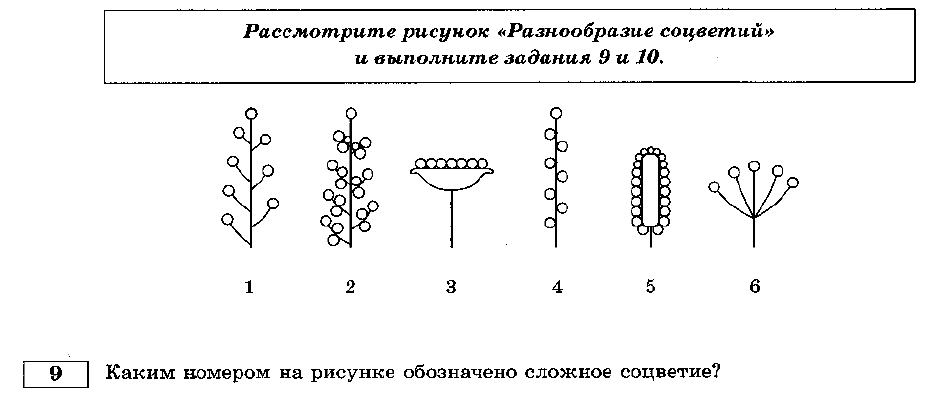 Рассмотрите рисунок «Разнообразие соцветий»
и выполните задания 9 и 10.
1 2 3 4 5 6
9 Каким номером на рисунке обозначено сложное соцветие?